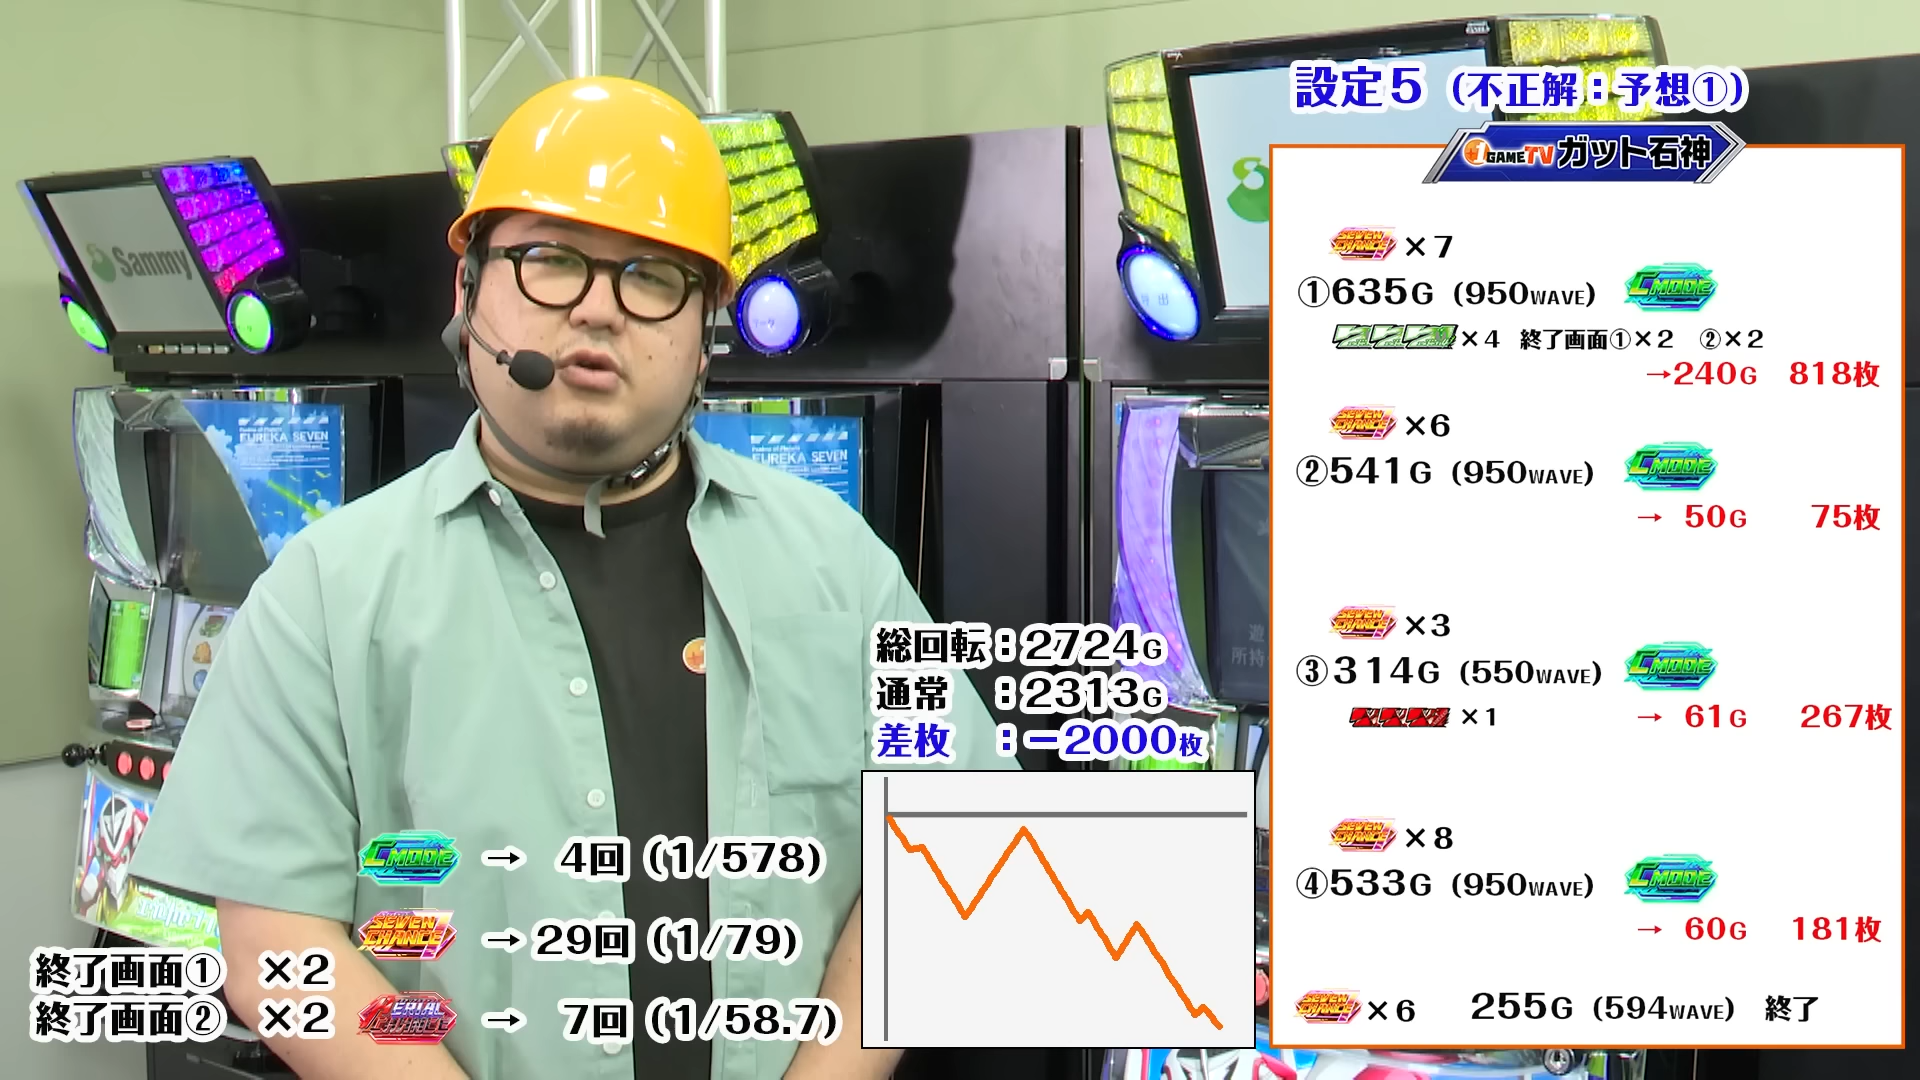 設定5（不正解：予想①）
+1GAMETV ガット石神
SEVEN CHANCE ×7
①635G（950WAVE） C MODE
×4 終了画面①×2 ②×2
→240G 818枚
SEVEN CHANCE ×6
②541G（950WAVE） C MODE
→ 50G 75枚
SEVEN CHANCE ×3
③314G（550WAVE） C MODE
×1 → 61G 267枚
SEVEN CHANCE ×8
④533G（950WAVE） C MODE
→ 60G 181枚
SEVEN CHANCE ×6 255G（594WAVE） 終了
総回転：2724G
通常 ：2313G
差枚 ：−2000枚
C MODE → 4回（1/578）
SEVEN CHANCE →29回（1/79）
→ 7回（1/58.7）
終了画面① ×2
終了画面② ×2
Sammy
EUREKA SEVEN
EUREKA SEVEN